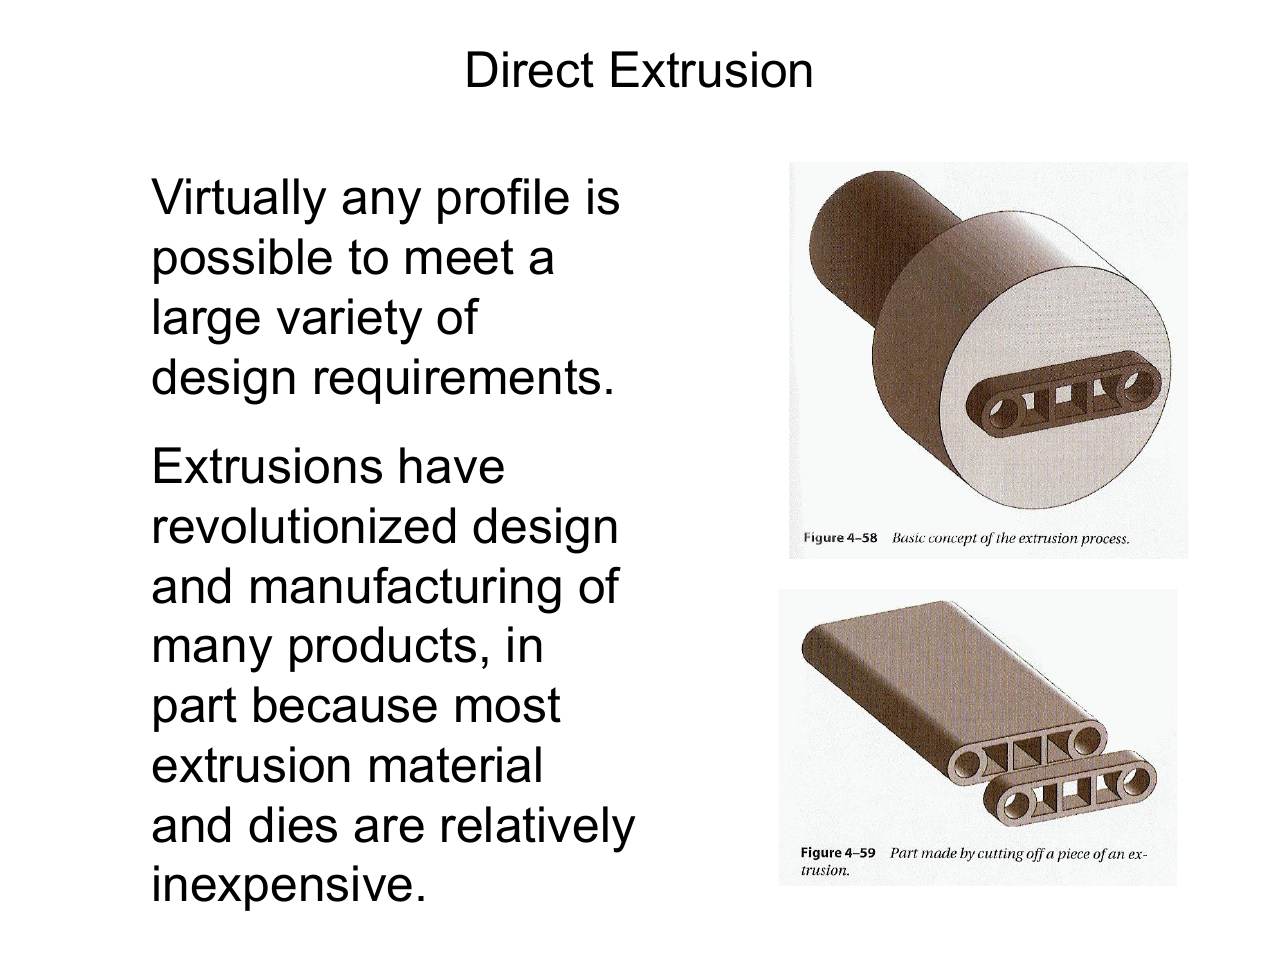 Direct Extrusion
Virtually any profile is
possible to meet a
large variety of
design requirements.
Extrusions have
revolutionized design
and manufacturing of
many products, in
part because most
extrusion material
and dies are relatively
inexpensive.
Figure 4–58 Basic concept of the extrusion process.
Figure 4–59 Part made by cutting off a piece of an ex-
trusion.